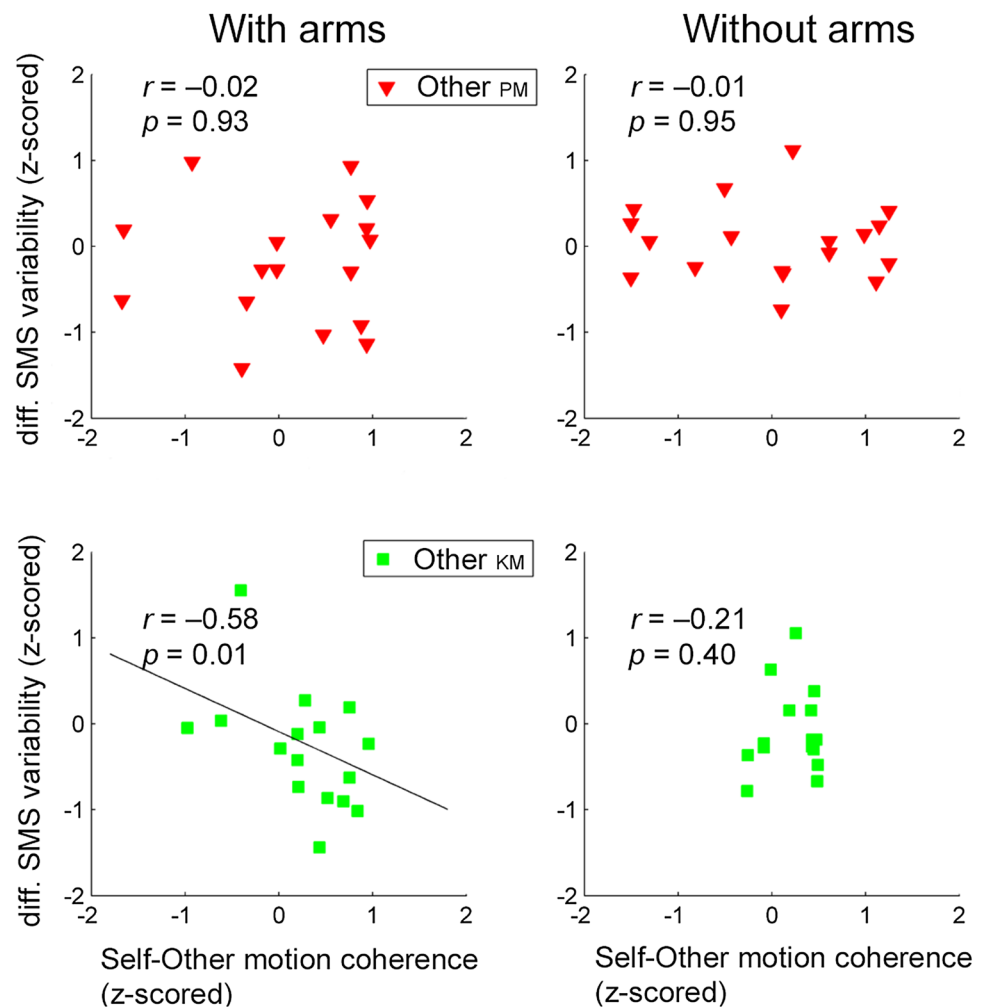 With arms
Without arms
diff. SMS variability (z-scored)
2
1
0
-1
-2
-2
-1
0
1
2
r = –0.02
p = 0.93
Other PM
2
1
0
-1
-2
-2
-1
0
1
2
r = –0.01
p = 0.95
diff. SMS variability (z-scored)
2
1
0
-1
-2
-2
-1
0
1
2
r = –0.58
p = 0.01
Other KM
Self-Other motion coherence
(z-scored)
2
1
0
-1
-2
-2
-1
0
1
2
r = –0.21
p = 0.40
Self-Other motion coherence
(z-scored)